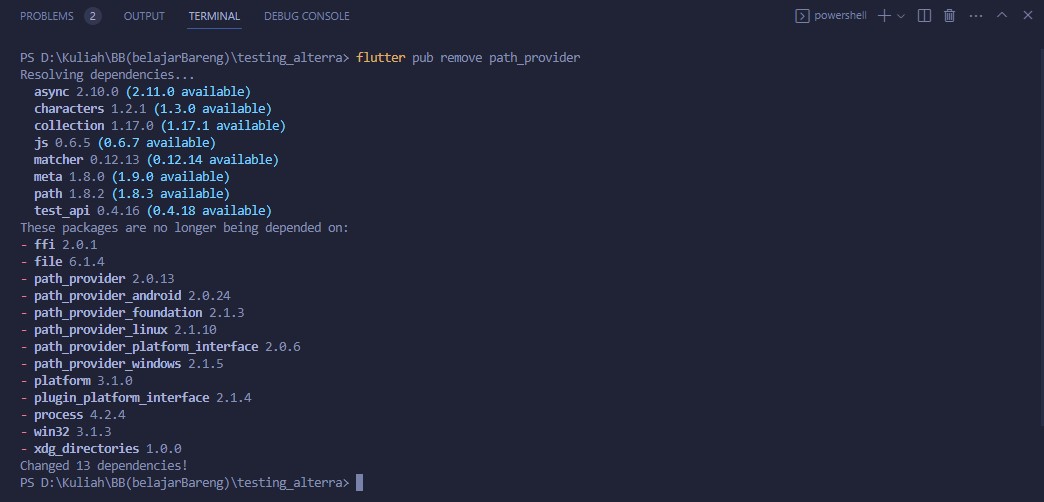 PROBLEMS 2 OUTPUT TERMINAL DEBUG CONSOLE powershell
PS D:\Kuliah\BB(belajarBareng)\testing_alterra> flutter pub remove path_provider
Resolving dependencies...
async 2.10.0 (2.11.0 available)
characters 1.2.1 (1.3.0 available)
collection 1.17.0 (1.17.1 available)
js 0.6.5 (0.6.7 available)
matcher 0.12.13 (0.12.14 available)
meta 1.8.0 (1.9.0 available)
path 1.8.2 (1.8.3 available)
test_api 0.4.16 (0.4.18 available)
These packages are no longer being depended on:
- ffi 2.0.1
- file 6.1.4
- path_provider 2.0.13
- path_provider_android 2.0.24
- path_provider_foundation 2.1.3
- path_provider_linux 2.1.10
- path_provider_platform_interface 2.0.6
- path_provider_windows 2.1.5
- platform 3.1.0
- plugin_platform_interface 2.1.4
- process 4.2.4
- win32 3.1.3
- xdg_directories 1.0.0
Changed 13 dependencies!
PS D:\Kuliah\BB(belajarBareng)\testing_alterra>